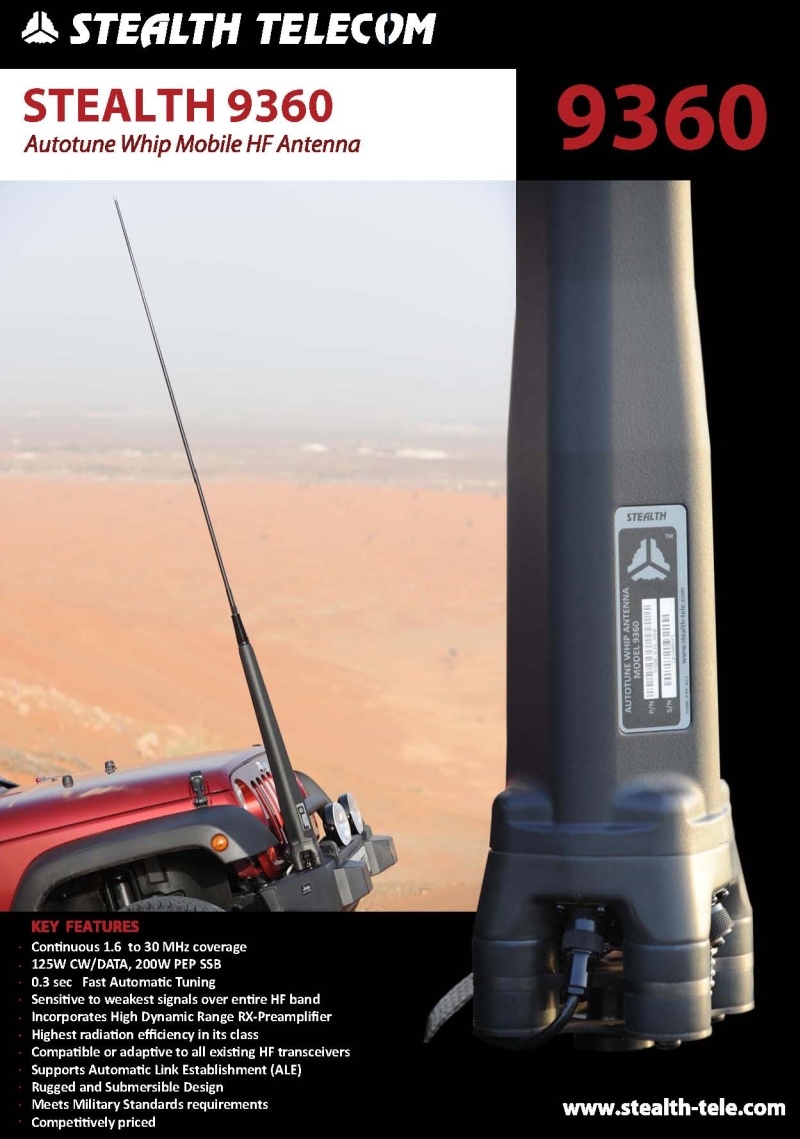 STEALTH TELECOM
STEALTH 9360
Autotune Whip Mobile HF Antenna
9360
STEALTH
TM
AUTOTUNE WHIP ANTENNA
MODEL 9360
P/N
S/N
www.stealth-tele.com
KEY FEATURES
· Continuous 1.6 to 30 MHz coverage
· 125W CW/DATA, 200W PEP SSB
· 0.3 sec Fast Automatic Tuning
· Sensitive to weakest signals over entire HF band
· Incorporates High Dynamic Range RX-Preamplifier
· Highest radiation efficiency in its class
· Compatible or adaptive to all existing HF transceivers
· Supports Automatic Link Establishment (ALE)
· Rugged and Submersible Design
· Meets Military Standards requirements
· Competitively priced
www.stealth-tele.com